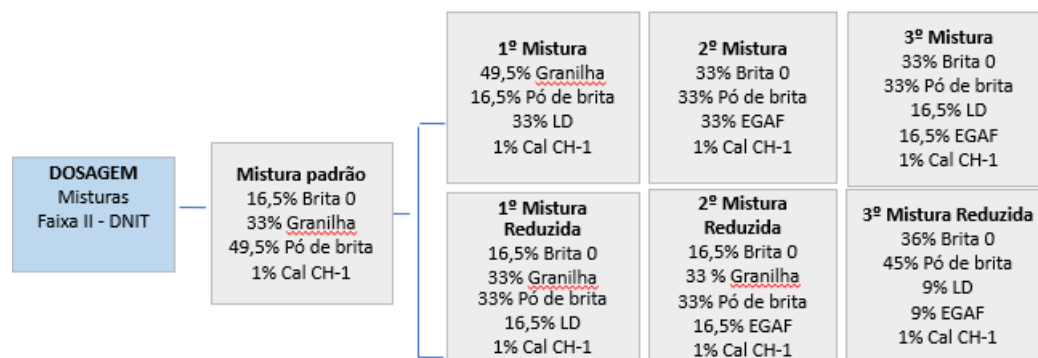 DOSAGEM
Misturas
Faixa II - DNIT
Mistura padrão
16,5% Brita 0
33% Granilha
49,5% Pó de brita
1% Cal CH-1
1º Mistura
49,5% Granilha
16,5% Pó de brita
33% LD
1% Cal CH-1
2º Mistura
33% Brita 0
33% Pó de brita
33% EGAF
1% Cal CH-1
3º Mistura
33% Brita 0
33% Pó de brita
16,5% LD
16,5% EGAF
1% Cal CH-1
1º Mistura
Reduzida
16,5% Brita 0
33% Granilha
33% Pó de brita
16,5% LD
1% Cal CH-1
2º Mistura
Reduzida
16,5% Brita 0
33 % Granilha
33% Pó de brita
16,5% EGAF
1% Cal CH-1
3º Mistura Reduzida
36% Brita 0
45% Pó de brita
9% LD
9% EGAF
1% Cal CH-1